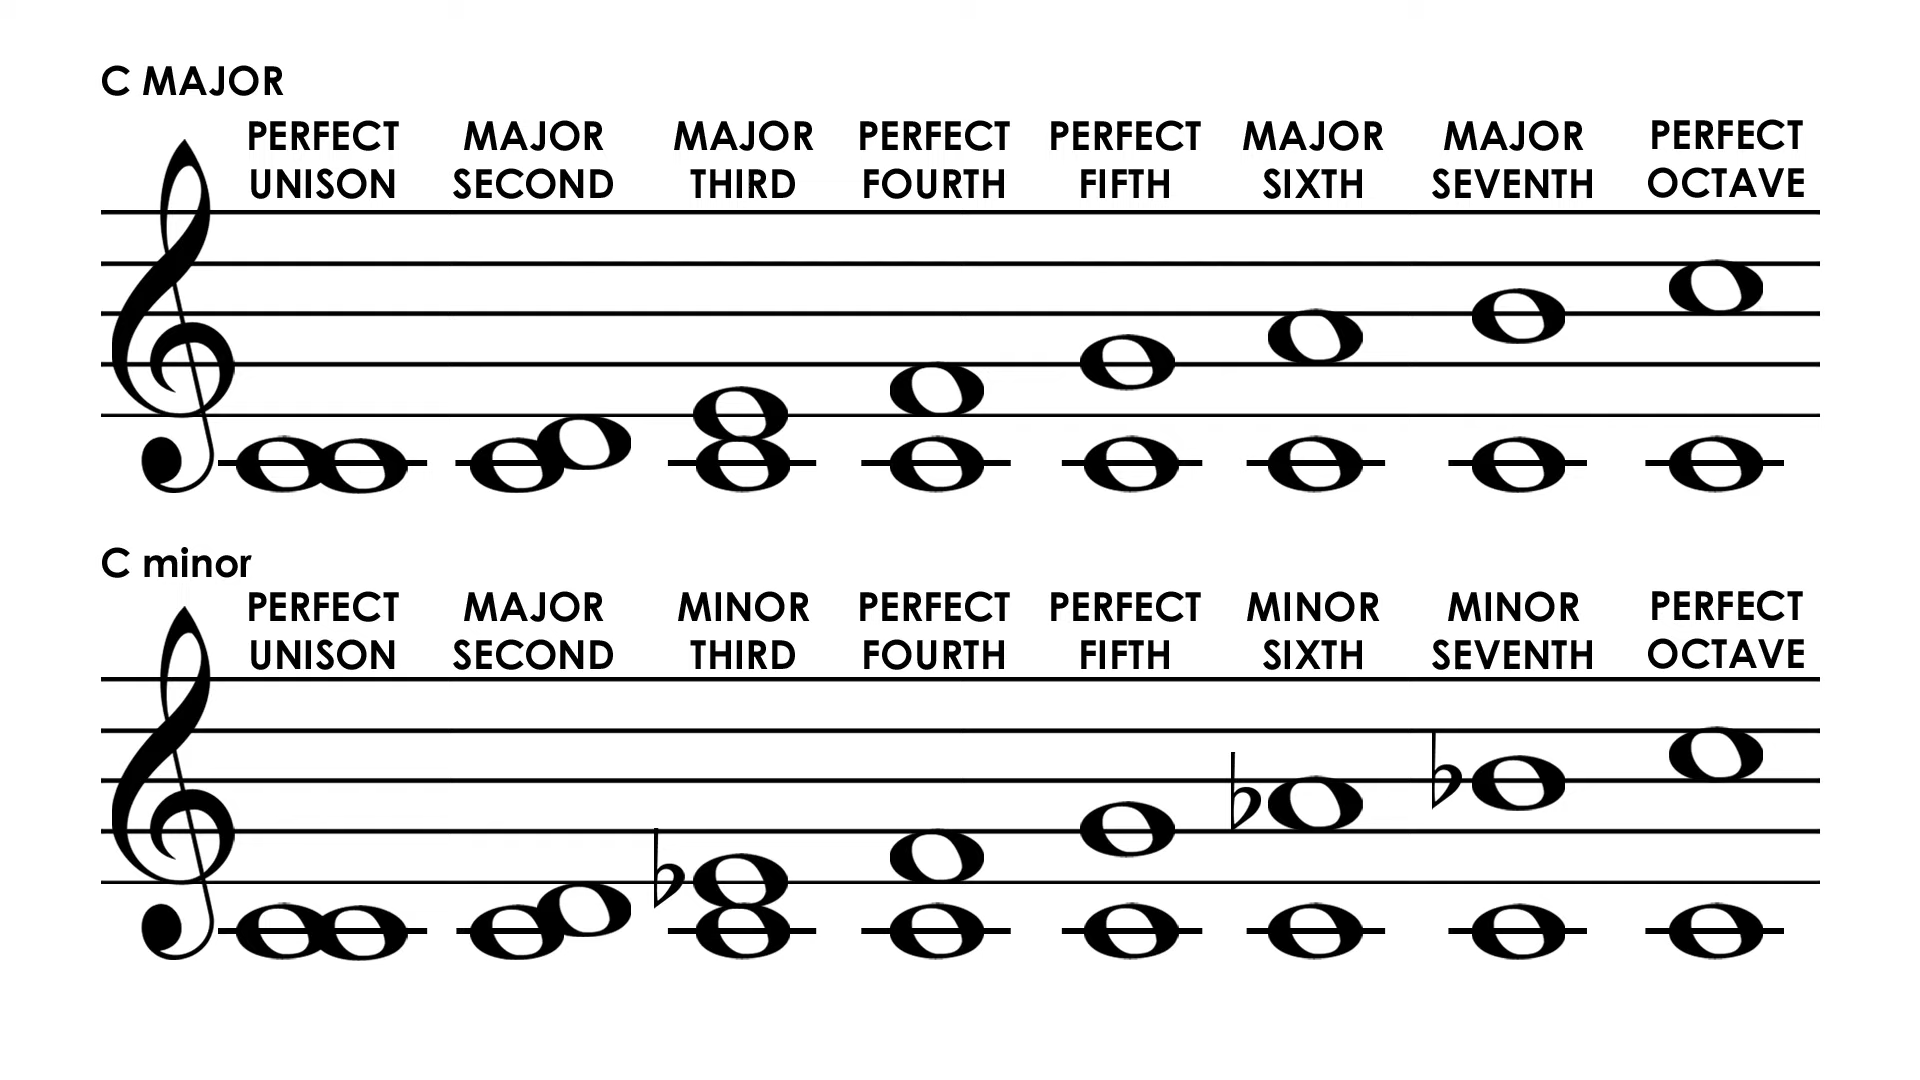 C MAJOR
PERFECT MAJOR MAJOR PERFECT PERFECT MAJOR MAJOR PERFECT
UNISON SECOND THIRD FOURTH FIFTH SIXTH SEVENTH OCTAVE
C minor
PERFECT MAJOR MINOR PERFECT PERFECT MINOR MINOR PERFECT
UNISON SECOND THIRD FOURTH FIFTH SIXTH SEVENTH OCTAVE